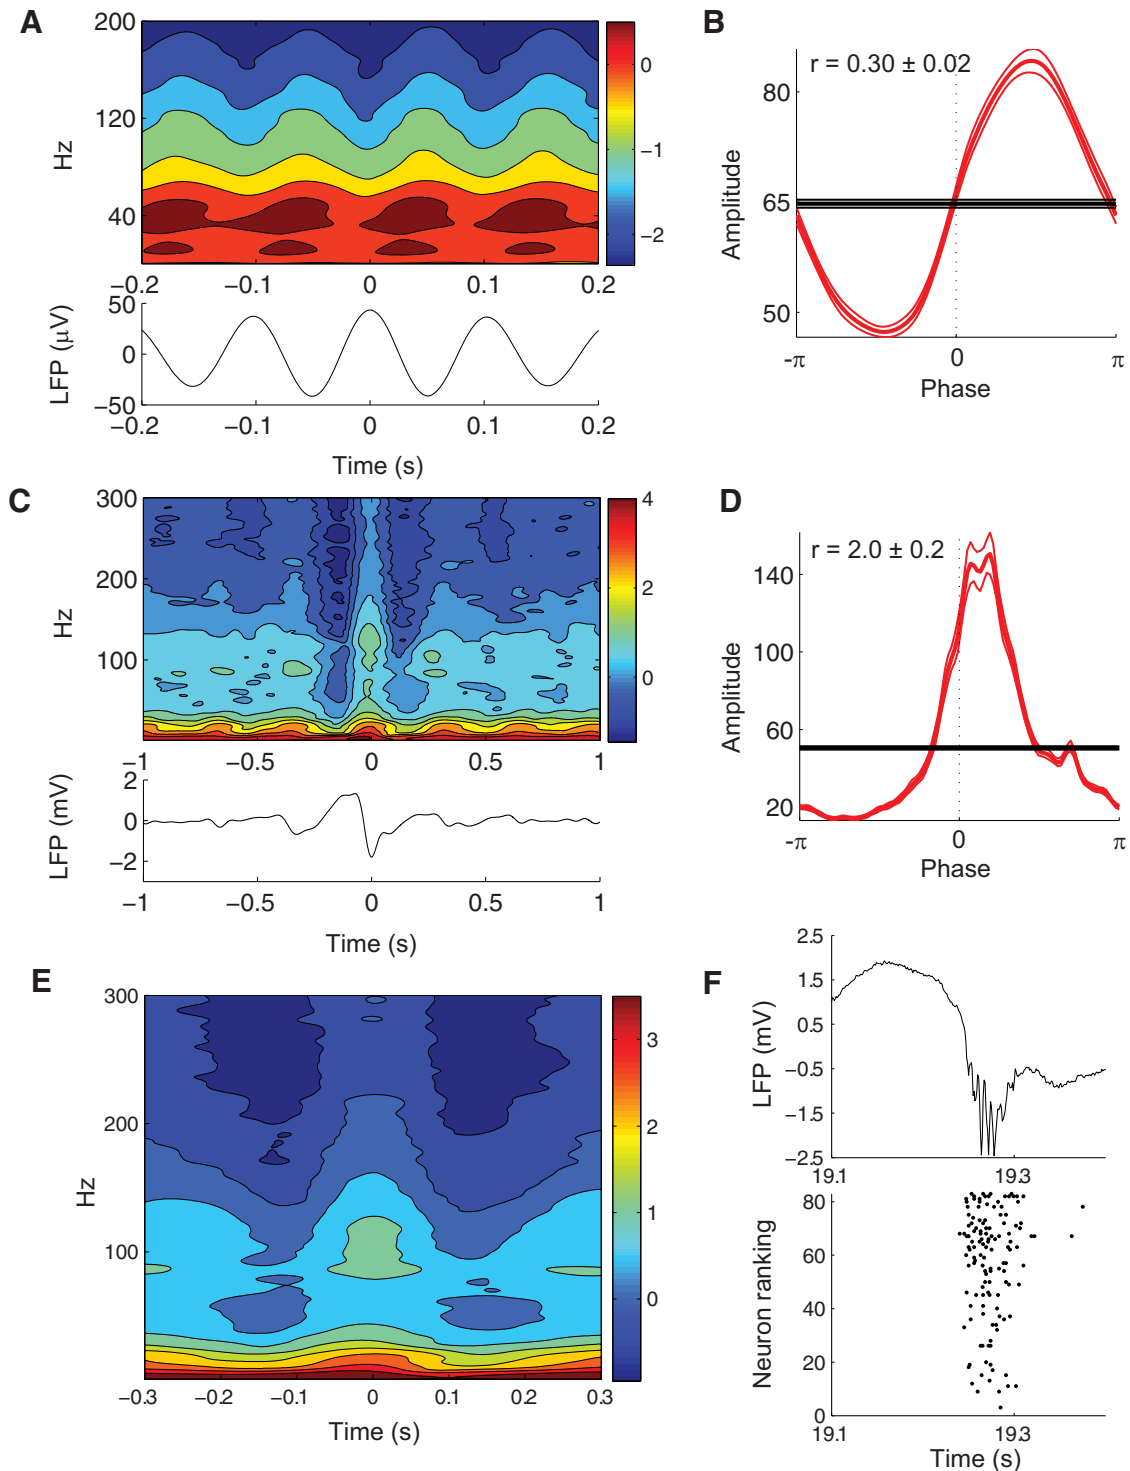 A
200
120
40
Hz
0
−1
−2
−0.2
−0.1
0
0.1
0.2
50
0
−50
LFP (μV)
−0.2
−0.1
0
0.1
0.2
Time (s)
B
r = 0.30 ± 0.02
80
65
50
Amplitude
-π
0
π
Phase
C
300
200
100
Hz
4
2
0
−1
−0.5
0
0.5
1
2
0
−2
LFP (mV)
−1
−0.5
0
0.5
1
Time (s)
D
r = 2.0 ± 0.2
140
100
60
20
Amplitude
-π
0
π
Phase
E
300
200
100
Hz
3
2
1
0
−0.3
−0.2
−0.1
0
0.1
0.2
0.3
Time (s)
F
2.5
1.5
0.5
−0.5
−1.5
−2.5
LFP (mV)
19.1
19.3
80
60
40
20
0
Neuron ranking
19.1
19.3
Time (s)